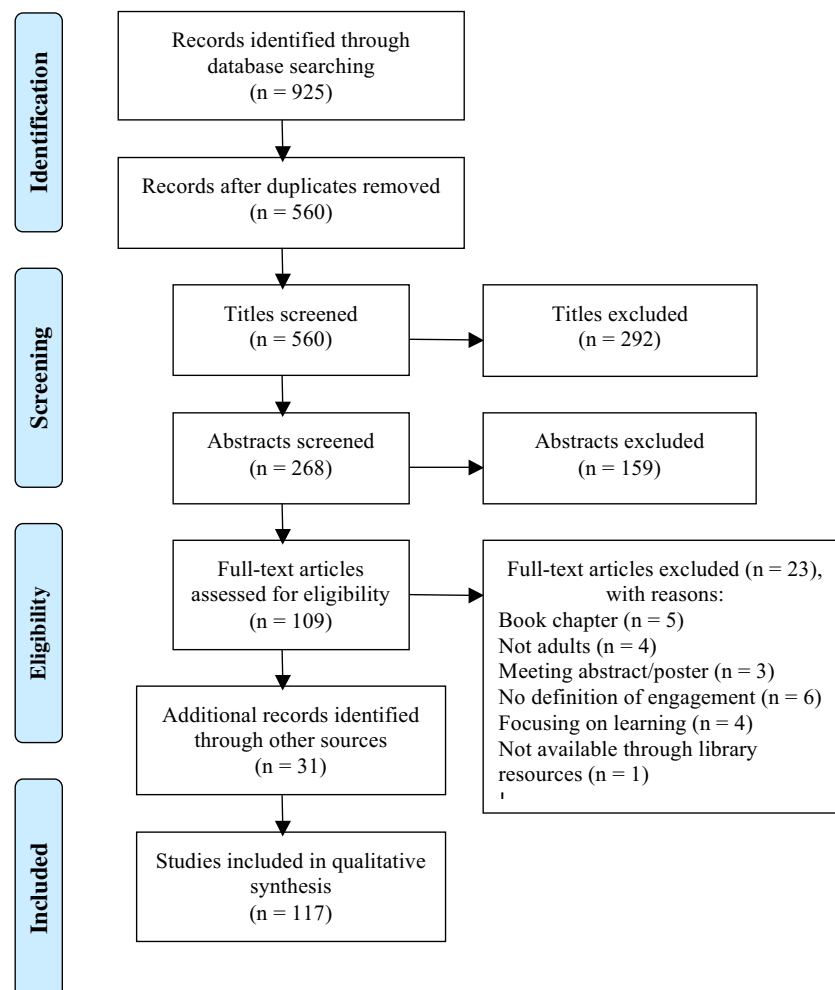 Identification
Records identified through
database searching
(n = 925)
Records after duplicates removed
(n = 560)
Screening
Titles screened
(n = 560)
Titles excluded
(n = 292)
Abstracts screened
(n = 268)
Abstracts excluded
(n = 159)
Eligibility
Full-text articles
assessed for eligibility
(n = 109)
Full-text articles excluded (n = 23),
with reasons:
Book chapter (n = 5)
Not adults (n = 4)
Meeting abstract/poster (n = 3)
No definition of engagement (n = 6)
Focusing on learning (n = 4)
Not available through library
resources (n = 1)
Additional records identified
through other sources
(n = 31)
Included
Studies included in qualitative
synthesis
(n = 117)